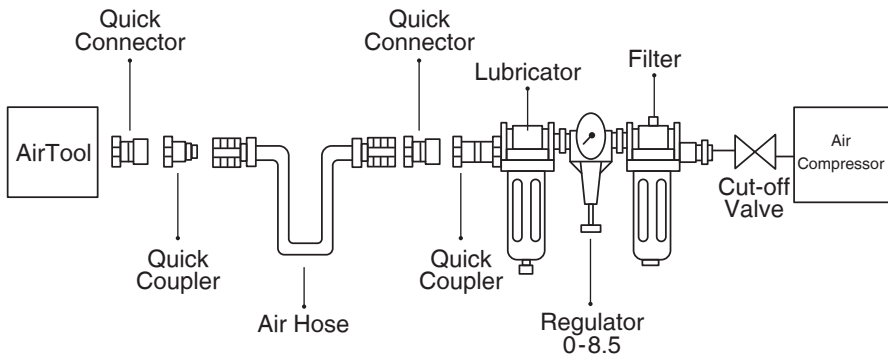 Quick
Connector
Quick
Connector
Lubricator
Filter
AirTool
Air
Compressor
Cut-off
Valve
Quick
Coupler
Quick
Coupler
Air Hose
Regulator
0-8.5